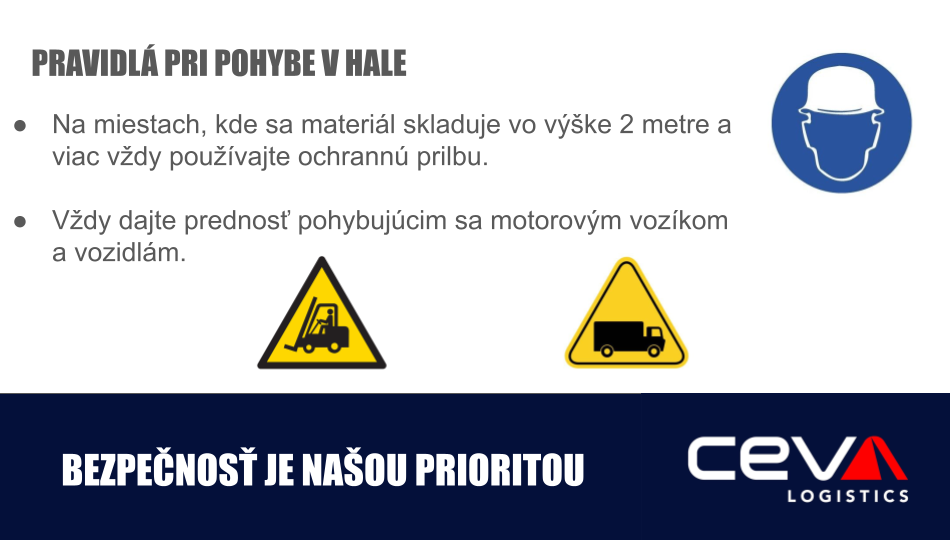 PRAVIDLÁ PRI POHYBE V HALE
● Na miestach, kde sa materiál skladuje vo výške 2 metre a
viac vždy používajte ochrannú prilbu.
● Vždy dajte prednosť pohybujúcim sa motorovým vozíkom
a vozidlám.
BEZPEČNOSŤ JE NAŠOU PRIORITOU
CEVA
LOGISTICS